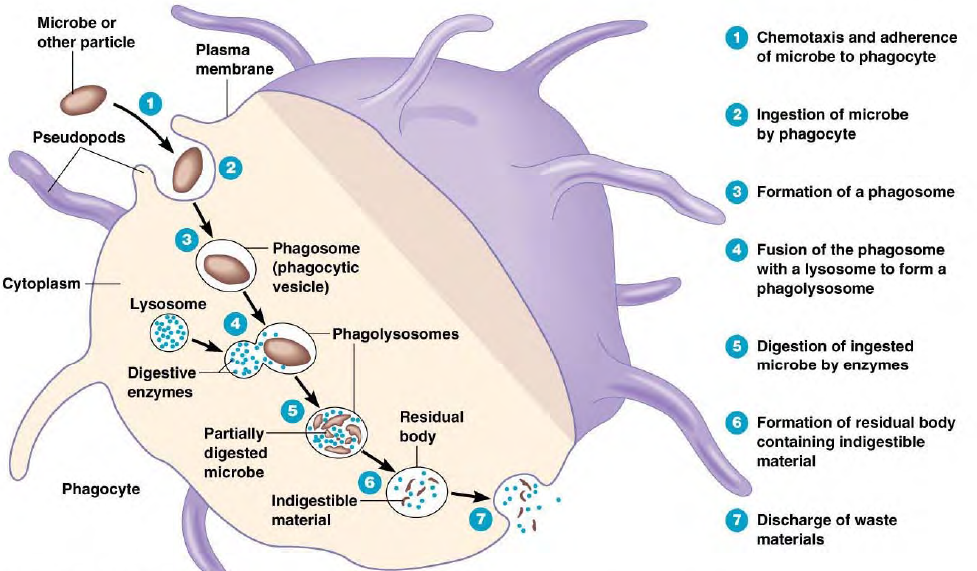 Microbe or
other particle
Plasma
membrane
1
Pseudopods
2
3
Phagosome
(phagocytic
vesicle)
Cytoplasm
Lysosome
4
Phagolysosomes
Digestive
enzymes
5
Residual
body
Partially
digested
microbe
6
Phagocyte
Indigestible
material
7
1 Chemotaxis and adherence
of microbe to phagocyte
2 Ingestion of microbe
by phagocyte
3 Formation of a phagosome
4 Fusion of the phagosome
with a lysosome to form a
phagolysosome
5 Digestion of ingested
microbe by enzymes
6 Formation of residual body
containing indigestible
material
7 Discharge of waste
materials